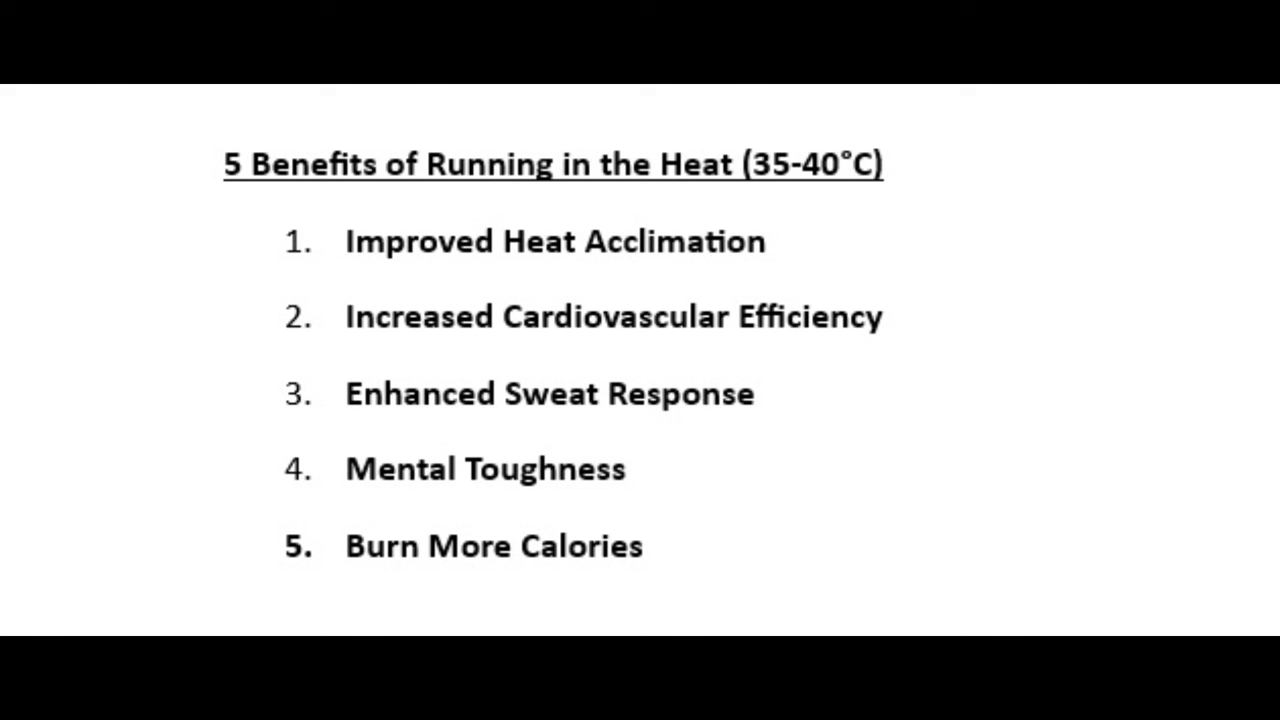 5 Benefits of Running in the Heat (35-40°C)
1. Improved Heat Acclimation
2. Increased Cardiovascular Efficiency
3. Enhanced Sweat Response
4. Mental Toughness
5. Burn More Calories